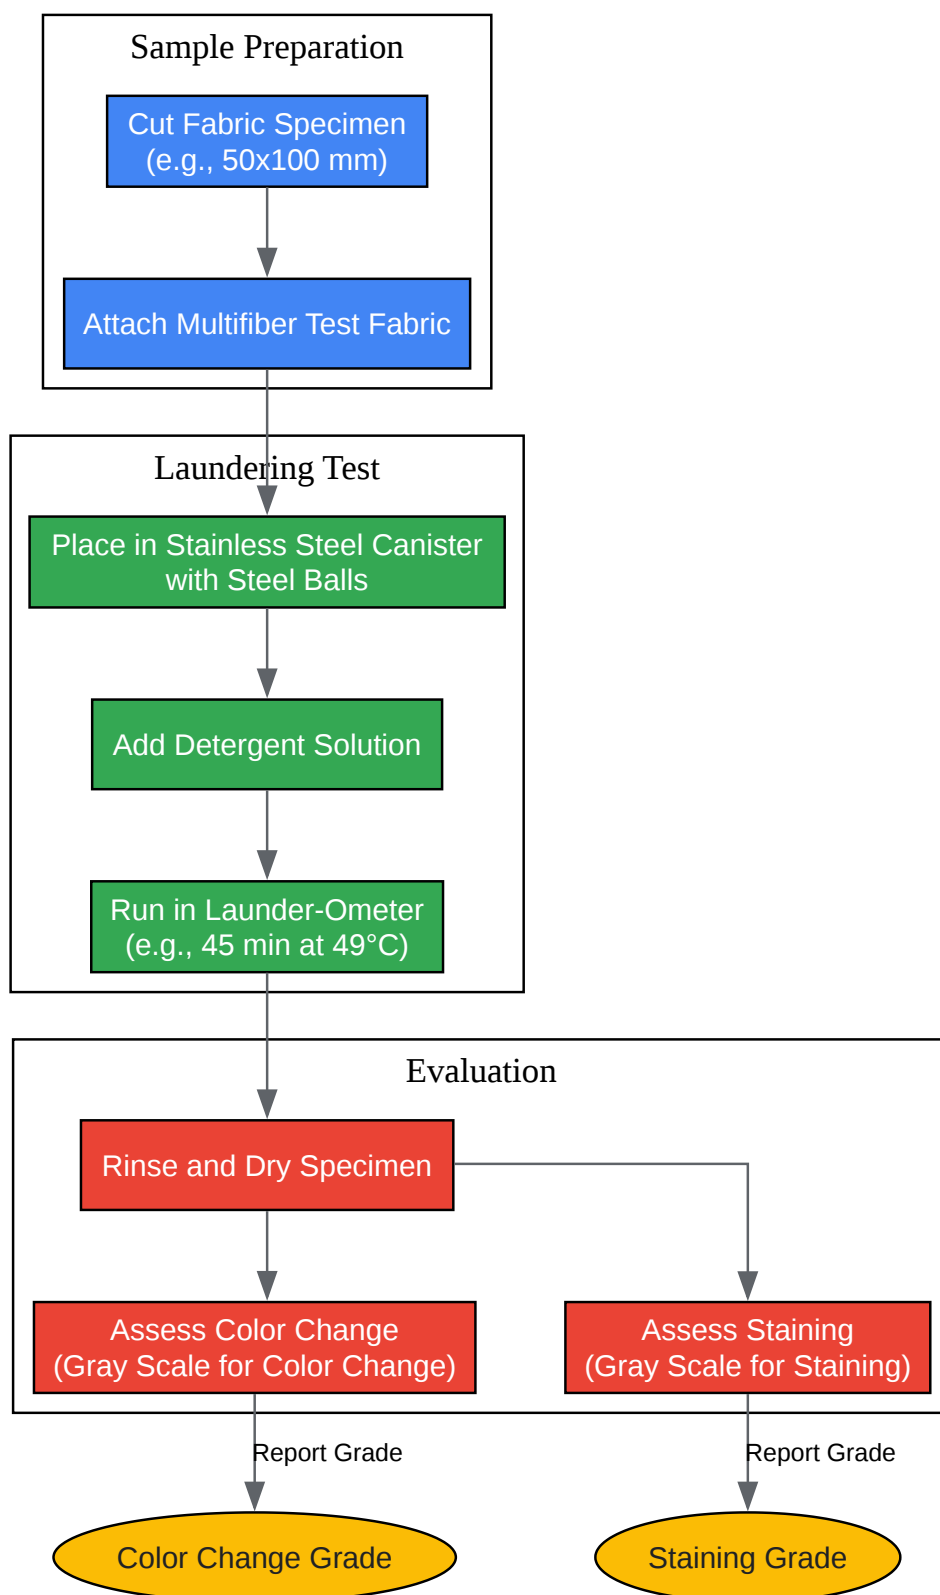 Sample Preparation
Cut Fabric Specimen
(e.g., 50x100 mm)
Attach Multifiber Test Fabric
Laundering Test
Place in Stainless Steel Canister
with Steel Balls
Add Detergent Solution
Run in Launder-Ometer
(e.g., 45 min at 49°C)
Evaluation
Rinse and Dry Specimen
Assess Color Change
(Gray Scale for Color Change)
Assess Staining
(Gray Scale for Staining)
Report Grade
Report Grade
Color Change Grade
Staining Grade